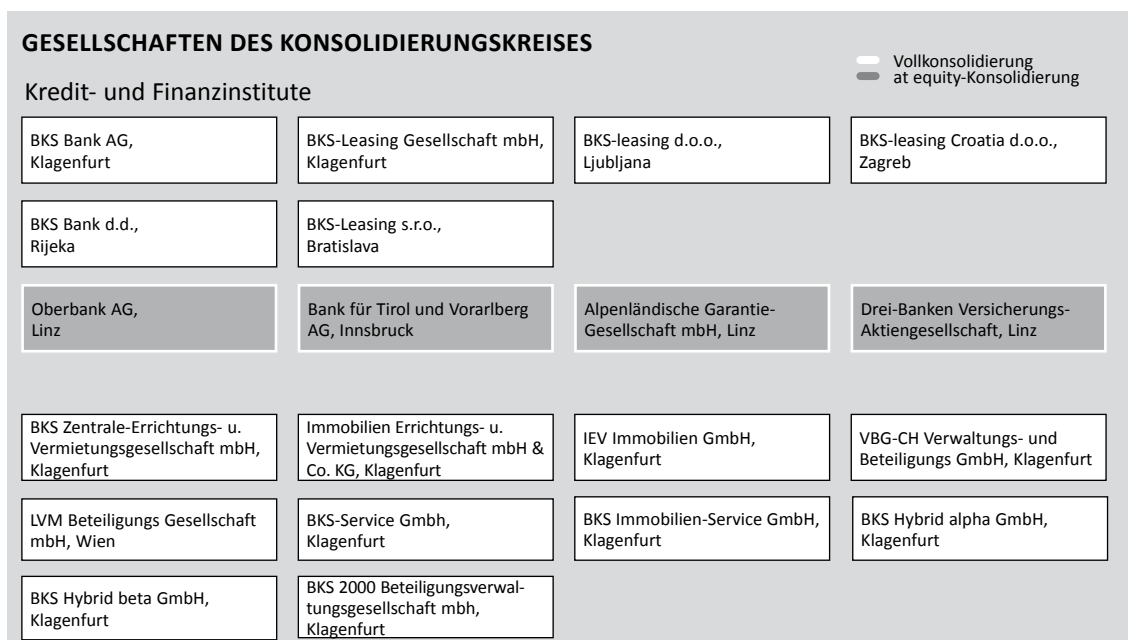 GESELLSCHAFTEN DES KONSOLIDIERUNGSKREISES
Vollkonsolidierung
at equity-Konsolidierung
Kredit- und Finanzinstitute
BKS Bank AG,
Klagenfurt
BKS-Leasing Gesellschaft mbH,
Klagenfurt
BKS-leasing d.o.o.,
Ljubljana
BKS-leasing Croatia d.o.o.,
Zagreb
BKS Bank d.d.,
Rijeka
BKS-Leasing s.r.o.,
Bratislava
Oberbank AG,
Linz
Bank für Tirol und Vorarlberg
AG, Innsbruck
Alpenländische Garantie-
Gesellschaft mbH, Linz
Drei-Banken Versicherungs-
Aktiengesellschaft, Linz
BKS Zentrale-Errichtungs- u.
Vermietungsgesellschaft mbH,
Klagenfurt
Immobilien Errichtungs- u.
Vermietungsgesellschaft mbH &
Co. KG, Klagenfurt
IEV Immobilien GmbH,
Klagenfurt
VBG-CH Verwaltungs- und
Beteiligungs GmbH, Klagenfurt
LVM Beteiligungs Gesellschaft
mbH, Wien
BKS-Service Gmbh,
Klagenfurt
BKS Immobilien-Service GmbH,
Klagenfurt
BKS Hybrid alpha GmbH,
Klagenfurt
BKS Hybrid beta GmbH,
Klagenfurt
BKS 2000 Beteiligungsverwal-
tungsgesellschaft mbh,
Klagenfurt